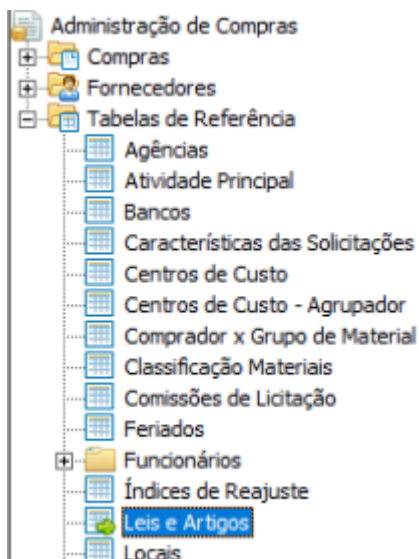 Administração de Compras
Compras
Fornecedores
Tabelas de Referência
Agências
Atividade Principal
Bancos
Características das Solicitações
Centros de Custo
Centros de Custo - Agrupador
Comprador x Grupo de Material
Classificação Materiais
Comissões de Licitação
Feriados
Funcionários
Índices de Reajuste
Leis e Artigos
Locais